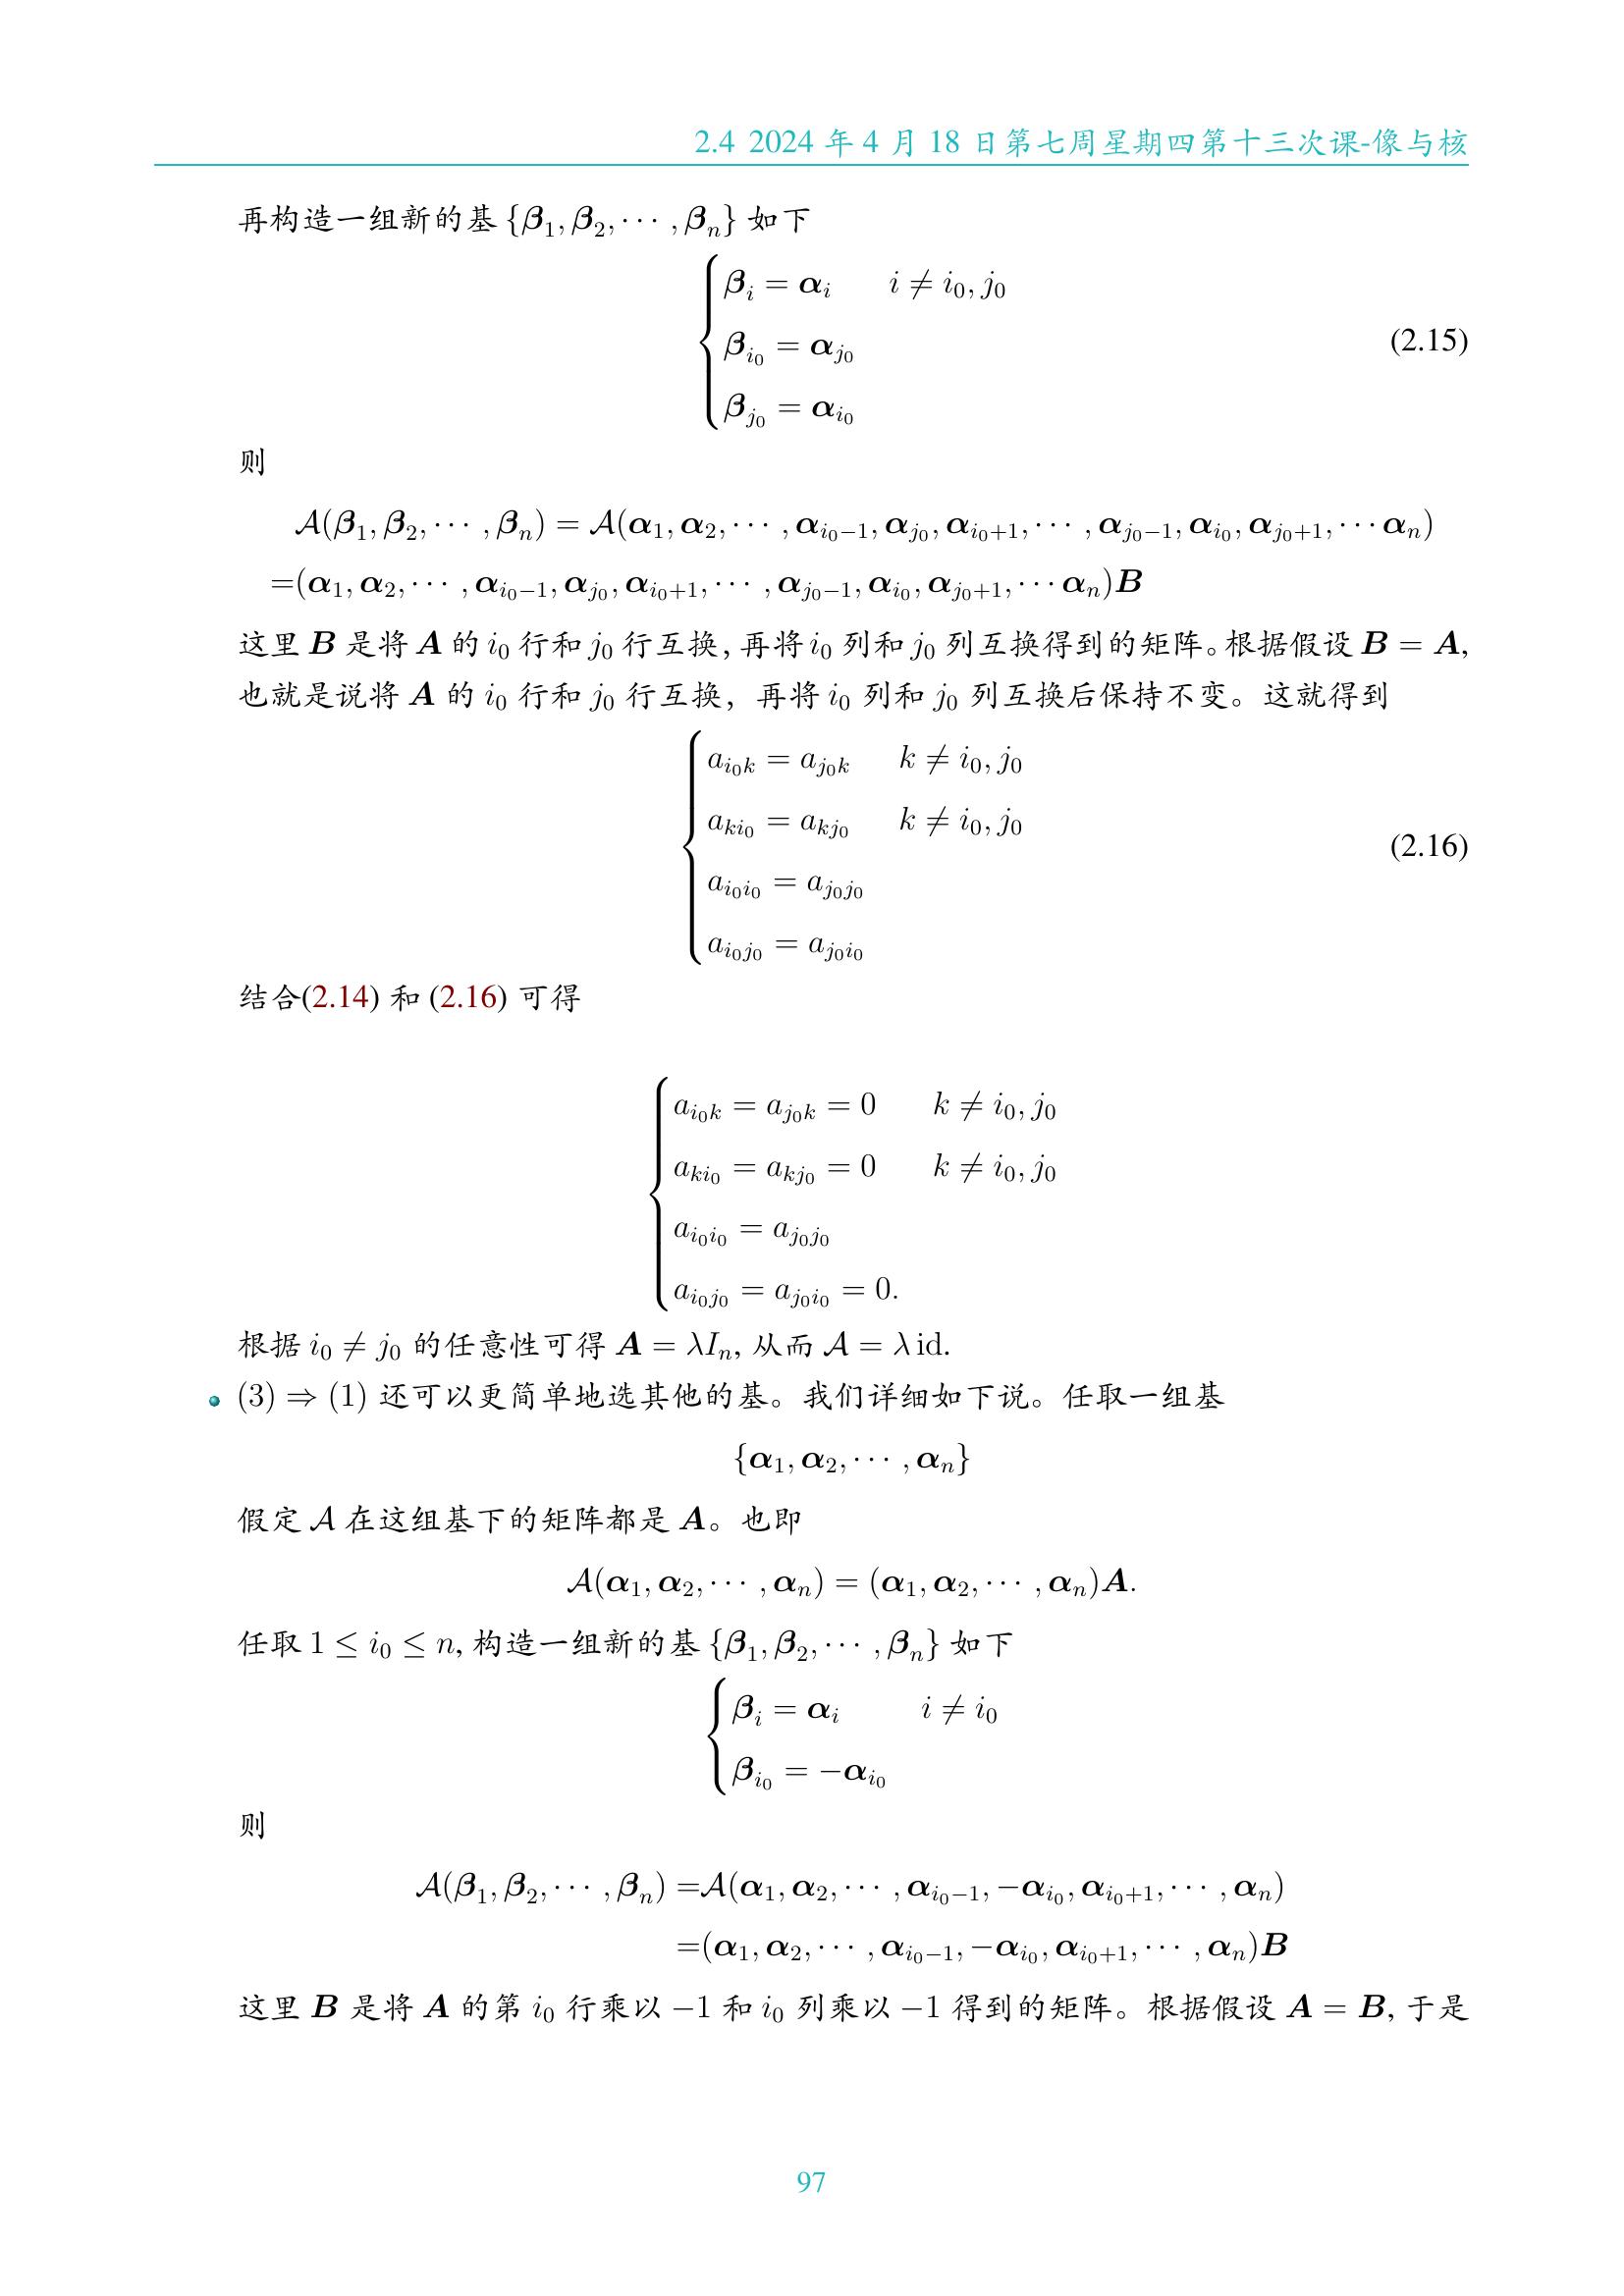 2.4 2024 年 4 月 18 日第七周星期四第十三次课-像与核
再构造一组新的基 $\{\boldsymbol{\beta}_1, \boldsymbol{\beta}_2, \cdots, \boldsymbol{\beta}_n\}$ 如下
$\begin{cases} \boldsymbol{\beta}_i = \boldsymbol{\alpha}_i & i \neq i_0, j_0 \\ \boldsymbol{\beta}_{i_0} = \boldsymbol{\alpha}_{j_0} \\ \boldsymbol{\beta}_{j_0} = \boldsymbol{\alpha}_{i_0} \end{cases}$ (2.15)
则
$\mathcal{A}(\boldsymbol{\beta}_1, \boldsymbol{\beta}_2, \cdots, \boldsymbol{\beta}_n) = \mathcal{A}(\boldsymbol{\alpha}_1, \boldsymbol{\alpha}_2, \cdots, \boldsymbol{\alpha}_{i_0-1}, \boldsymbol{\alpha}_{j_0}, \boldsymbol{\alpha}_{i_0+1}, \cdots, \boldsymbol{\alpha}_{j_0-1}, \boldsymbol{\alpha}_{i_0}, \boldsymbol{\alpha}_{j_0+1}, \cdots \boldsymbol{\alpha}_n)$
$=(\boldsymbol{\alpha}_1, \boldsymbol{\alpha}_2, \cdots, \boldsymbol{\alpha}_{i_0-1}, \boldsymbol{\alpha}_{j_0}, \boldsymbol{\alpha}_{i_0+1}, \cdots, \boldsymbol{\alpha}_{j_0-1}, \boldsymbol{\alpha}_{i_0}, \boldsymbol{\alpha}_{j_0+1}, \cdots \boldsymbol{\alpha}_n)\boldsymbol{B}$
这里 $\boldsymbol{B}$ 是将 $\boldsymbol{A}$ 的 $i_0$ 行和 $j_0$ 行互换, 再将 $i_0$ 列和 $j_0$ 列互换得到的矩阵。根据假设 $\boldsymbol{B} = \boldsymbol{A}$,
也就是说将 $\boldsymbol{A}$ 的 $i_0$ 行和 $j_0$ 行互换，再将 $i_0$ 列和 $j_0$ 列互换后保持不变。这就得到
$\begin{cases} a_{i_0k} = a_{j_0k} & k \neq i_0, j_0 \\ a_{ki_0} = a_{kj_0} & k \neq i_0, j_0 \\ a_{i_0i_0} = a_{j_0j_0} \\ a_{i_0j_0} = a_{j_0i_0} \end{cases}$ (2.16)
结合(2.14) 和 (2.16) 可得
$\begin{cases} a_{i_0k} = a_{j_0k} = 0 & k \neq i_0, j_0 \\ a_{ki_0} = a_{kj_0} = 0 & k \neq i_0, j_0 \\ a_{i_0i_0} = a_{j_0j_0} \\ a_{i_0j_0} = a_{j_0i_0} = 0. \end{cases}$
根据 $i_0 \neq j_0$ 的任意性可得 $\boldsymbol{A} = \lambda I_n$, 从而 $\mathcal{A} = \lambda \, \mathrm{id}$.
• (3) ⇒ (1) 还可以更简单地选其他的基。我们详细如下说。任取一组基
$\{\boldsymbol{\alpha}_1, \boldsymbol{\alpha}_2, \cdots, \boldsymbol{\alpha}_n\}$
假定 $\mathcal{A}$ 在这组基下的矩阵都是 $\boldsymbol{A}$。也即
$\mathcal{A}(\boldsymbol{\alpha}_1, \boldsymbol{\alpha}_2, \cdots, \boldsymbol{\alpha}_n) = (\boldsymbol{\alpha}_1, \boldsymbol{\alpha}_2, \cdots, \boldsymbol{\alpha}_n)\boldsymbol{A}.$
任取 $1 \leq i_0 \leq n$, 构造一组新的基 $\{\boldsymbol{\beta}_1, \boldsymbol{\beta}_2, \cdots, \boldsymbol{\beta}_n\}$ 如下
$\begin{cases} \boldsymbol{\beta}_i = \boldsymbol{\alpha}_i & i \neq i_0 \\ \boldsymbol{\beta}_{i_0} = -\boldsymbol{\alpha}_{i_0} \end{cases}$
则
$\mathcal{A}(\boldsymbol{\beta}_1, \boldsymbol{\beta}_2, \cdots, \boldsymbol{\beta}_n) = \mathcal{A}(\boldsymbol{\alpha}_1, \boldsymbol{\alpha}_2, \cdots, \boldsymbol{\alpha}_{i_0-1}, -\boldsymbol{\alpha}_{i_0}, \boldsymbol{\alpha}_{i_0+1}, \cdots, \boldsymbol{\alpha}_n)$
$=(\boldsymbol{\alpha}_1, \boldsymbol{\alpha}_2, \cdots, \boldsymbol{\alpha}_{i_0-1}, -\boldsymbol{\alpha}_{i_0}, \boldsymbol{\alpha}_{i_0+1}, \cdots, \boldsymbol{\alpha}_n)\boldsymbol{B}$
这里 $\boldsymbol{B}$ 是将 $\boldsymbol{A}$ 的第 $i_0$ 行乘以 $-1$ 和 $i_0$ 列乘以 $-1$ 得到的矩阵。根据假设 $\boldsymbol{A} = \boldsymbol{B}$, 于是
97